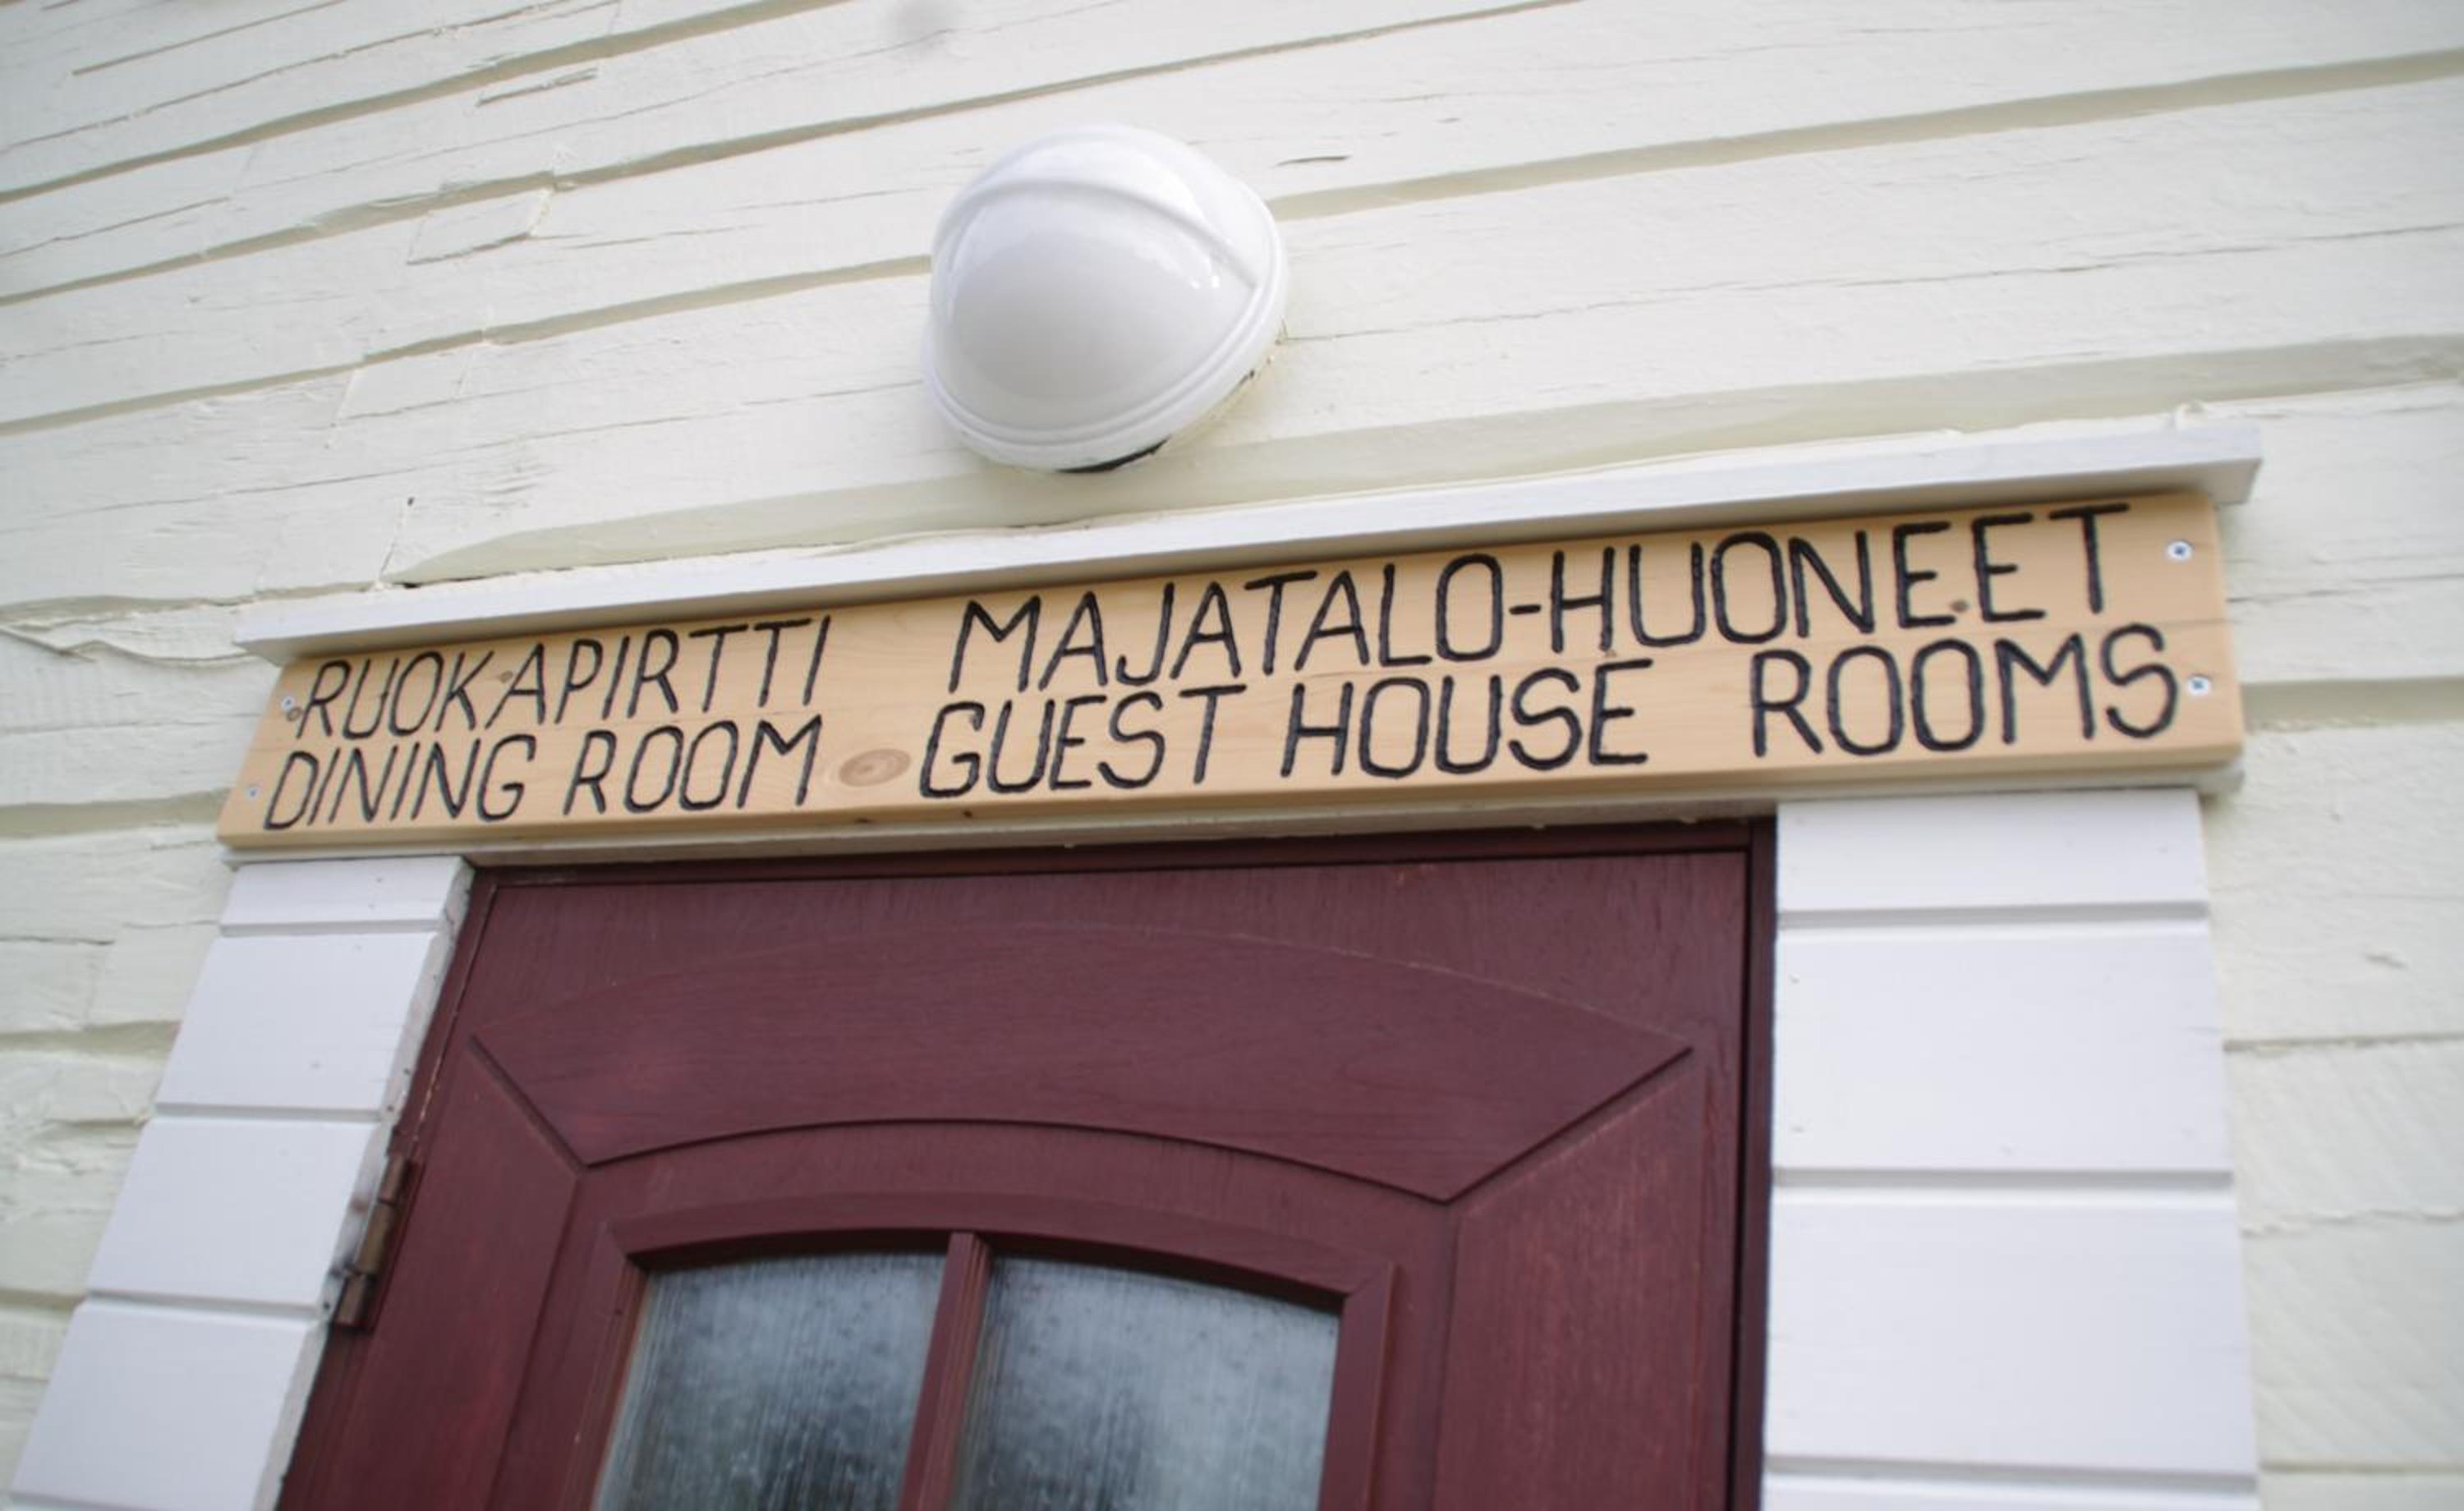 RUOKAPIRTTI MAJATALO-HUONEET
DINING ROOM GUEST HOUSE ROOMS